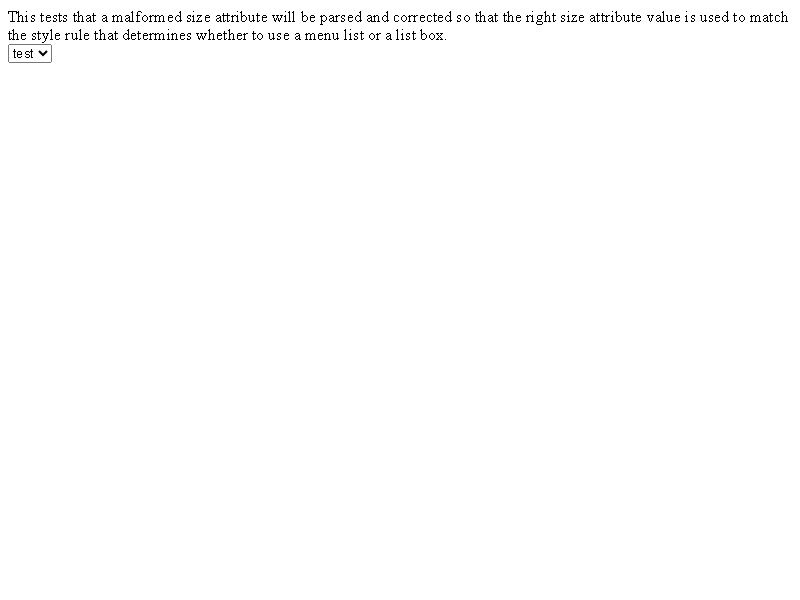 This tests that a malformed size attribute will be parsed and corrected so that the right size attribute value is used to match
the style rule that determines whether to use a menu list or a list box.
test